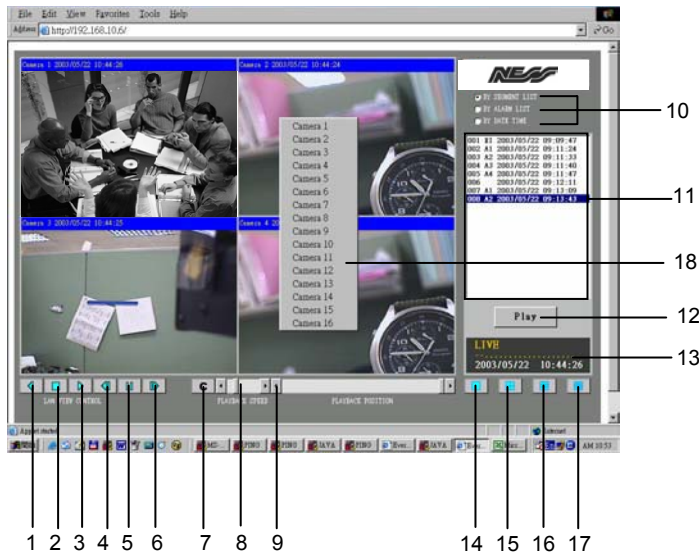 File Edit View Favorites Tools Help
Address http://192.168.10.6/ Go
Camera 1 2003/05/22 10:44:26
Camera 2 2003/05/22 10:44:24
NESS
BY SEGMENT LIST
BY ALARM LIST
BY DATE TIME
10
001 2003/05/22 09:09:47
002 A1 2003/05/22 09:11:24
003 A2 2003/05/22 09:11:33
004 A3 2003/05/22 09:11:40
005 A4 2003/05/22 09:11:47
006 2003/05/22 09:12:11
007 A1 2003/05/22 09:13:09
008 A2 2003/05/22 09:13:43
11
Camera 1
Camera 2
Camera 3
Camera 4
Camera 5
Camera 6
Camera 7
Camera 8
Camera 9
Camera 10
Camera 11
Camera 12
Camera 13
Camera 14
Camera 15
Camera 16
18
Camera 3 2003/05/22 10:44:25
Camera 4
Play
12
LIVE
2003/05/22 10:44:26
13
LAN VIEW CONTROL
PLAYBACK SPEED
PLAYBACK POSITION
Applet started
Internet
AM 10:53
1 2 3 4 5 6 7 8 9 14 15 16 17